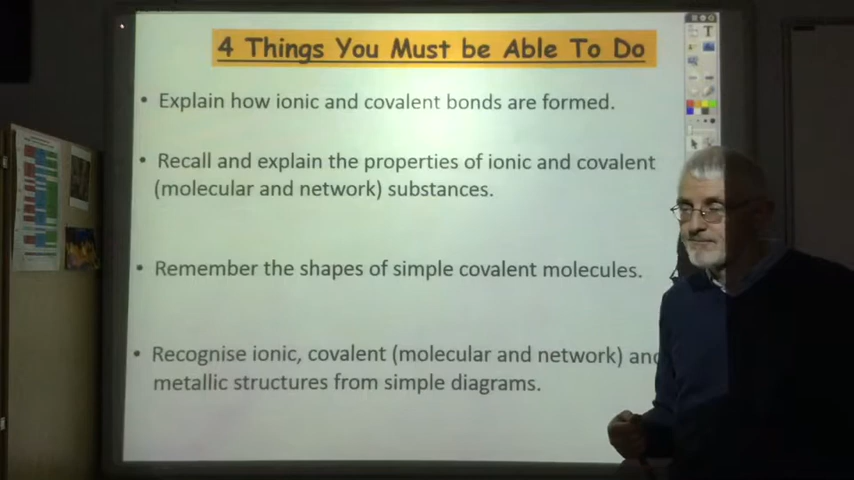 4 Things You Must be Able To Do
• Explain how ionic and covalent bonds are formed.
• Recall and explain the properties of ionic and covalent
(molecular and network) substances.
• Remember the shapes of simple covalent molecules.
• Recognise ionic, covalent (molecular and network) and
metallic structures from simple diagrams.
T